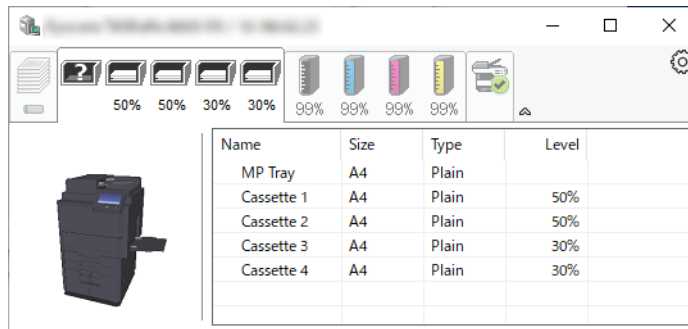 ?
50% 50% 30% 30% 99% 99% 99% 99%
Name Size Type Level
MP Tray A4 Plain
Cassette 1 A4 Plain 50%
Cassette 2 A4 Plain 50%
Cassette 3 A4 Plain 30%
Cassette 4 A4 Plain 30%